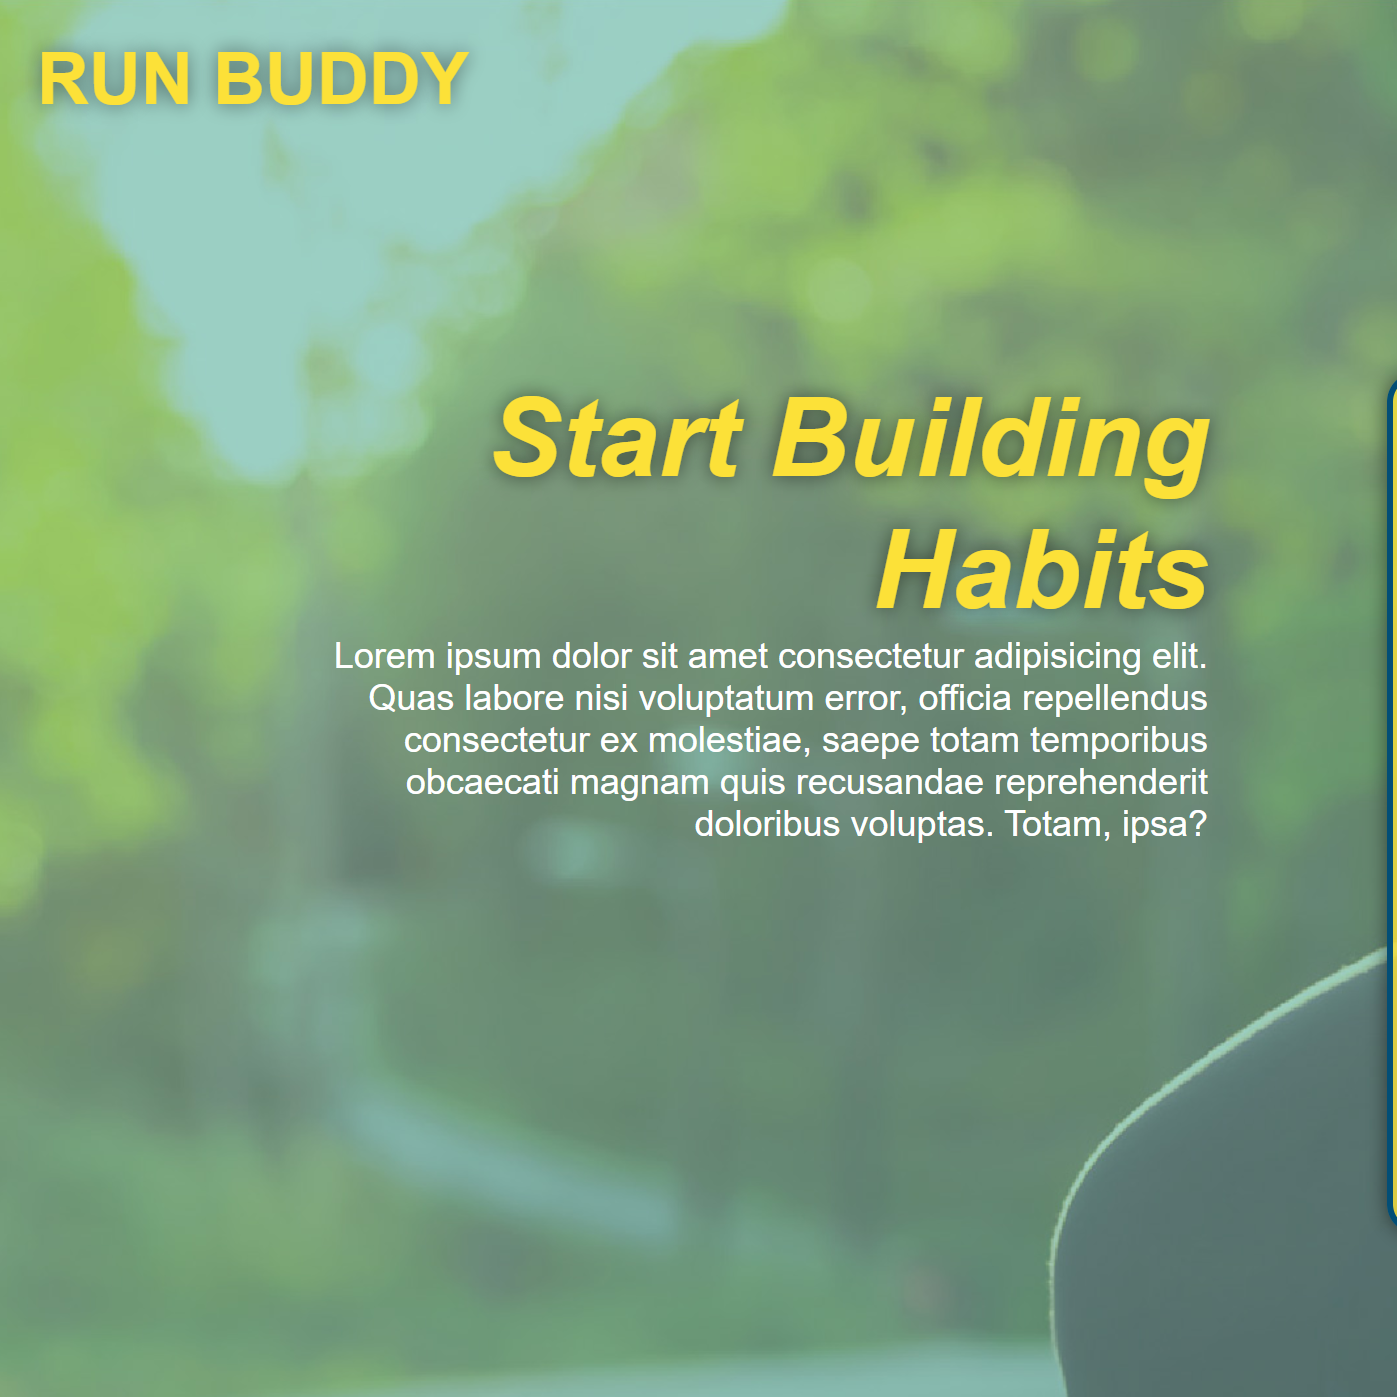 RUN BUDDY
Start Building
Habits
Lorem ipsum dolor sit amet consectetur adipisicing elit.
Quas labore nisi voluptatum error, officia repellendus
consectetur ex molestiae, saepe totam temporibus
obcaecati magnam quis recusandae reprehenderit
doloribus voluptas. Totam, ipsa?